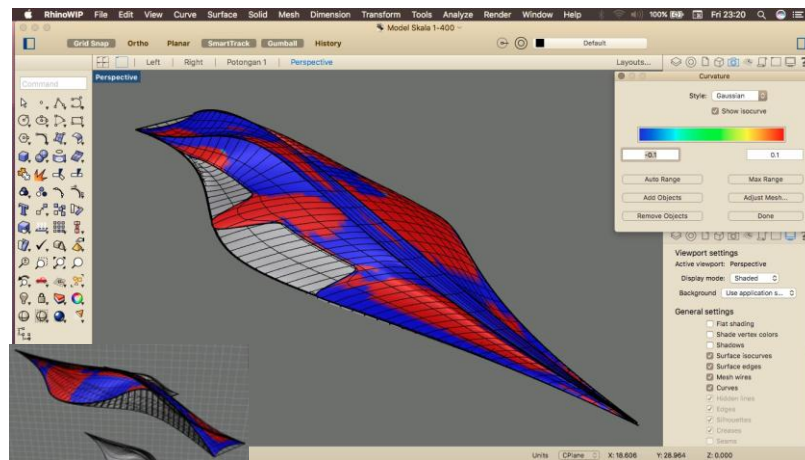 RhinoWIP File Edit View Curve Surface Solid Mesh Dimension Transform Tools Analyze Render Window Help 100% Fri 23:20
Model Skala 1-400
Grid Snap Ortho Planar SmartTrack Gumball History Default
Left Right Potongan 1 Perspective Layouts...
Command
Perspective
Curvature
Style: Gaussian
Show isocurve
-0.1 0.1
Auto Range Max Range
Add Objects Adjust Mesh...
Remove Objects Done
Viewport settings
Active viewport: Perspective
Display mode: Shaded
Background Use application s...
General settings
Flat shading
Shade vertex colors
Shadows
Surface isocurves
Surface edges
Mesh wires
Curves
Hidden lines
Edges
Silhouettes
Creases
Seams
Units CPlane X: 16.606 Y: 28.964 Z: 0.000